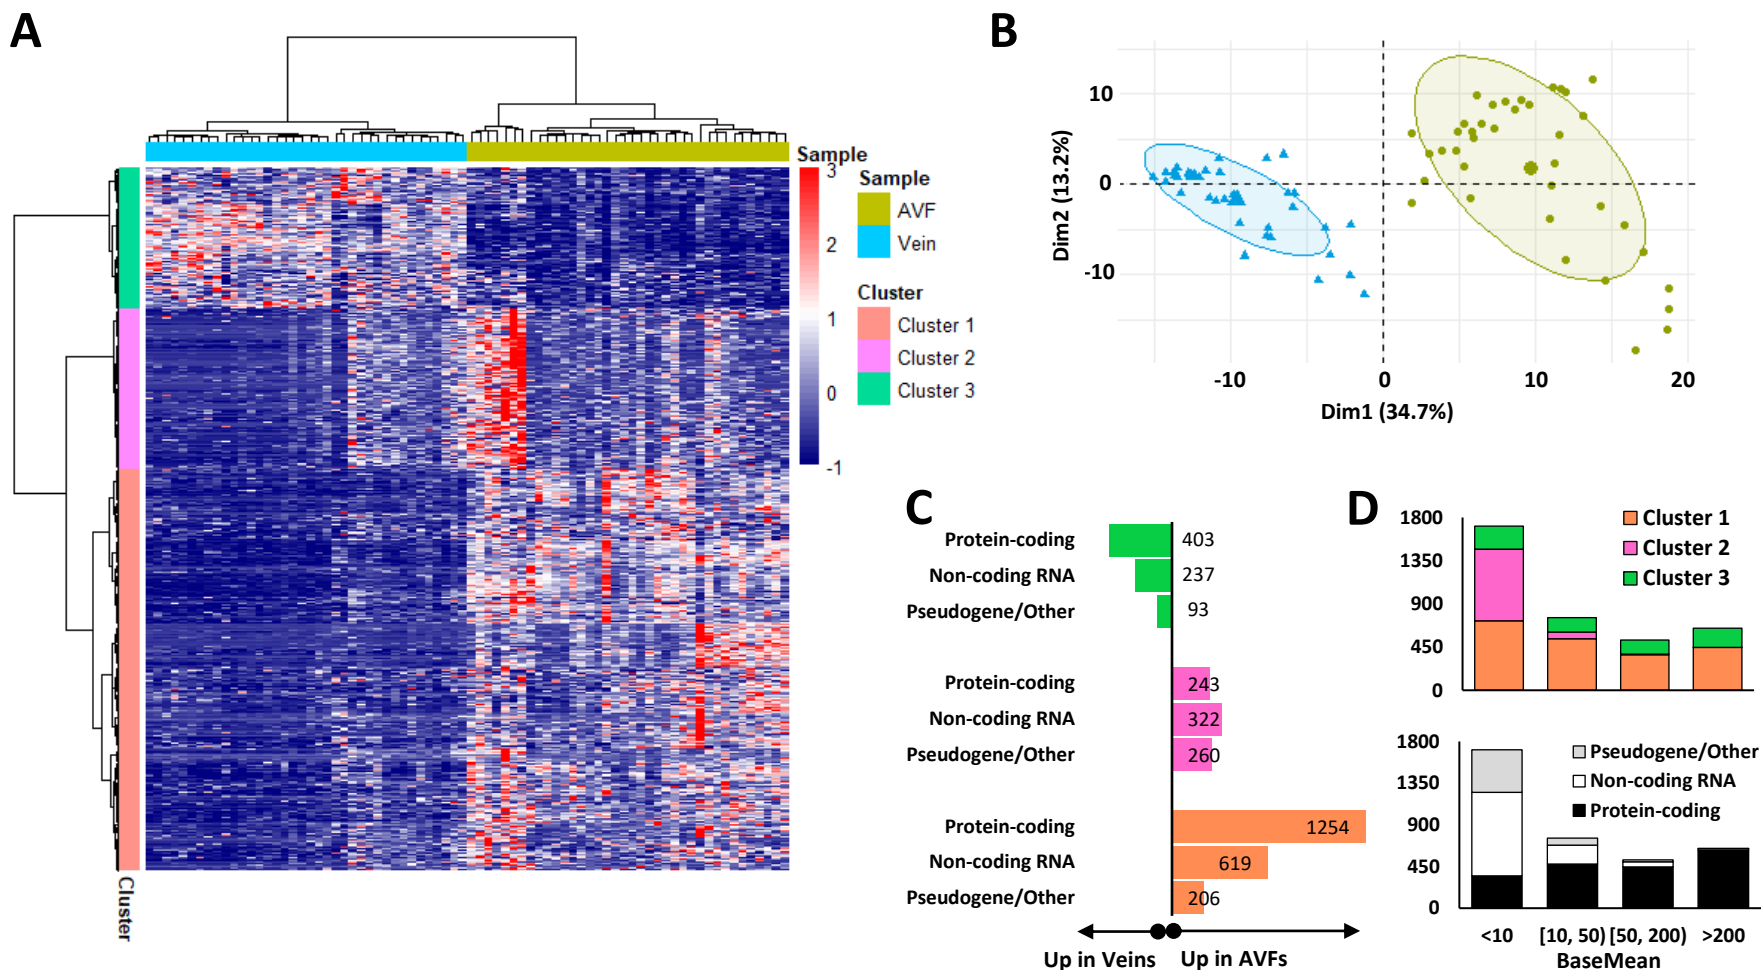 A
Sample
3
2
1
0
-1
Sample
AVF
Vein
Cluster
Cluster 1
Cluster 2
Cluster 3
Cluster
B
Dim2 (13.2%)
10
0
-10
-10
0
10
20
Dim1 (34.7%)
C
Protein-coding 403
Non-coding RNA 237
Pseudogene/Other 93
Protein-coding 243
Non-coding RNA 322
Pseudogene/Other 260
Protein-coding 1254
Non-coding RNA 619
Pseudogene/Other 206
Up in Veins Up in AVFs
D
1800
1350
900
450
0
Cluster 1
Cluster 2
Cluster 3
1800
1350
900
450
0
Pseudogene/Other
Non-coding RNA
Protein-coding
<10 [10, 50) [50, 200) >200
BaseMean